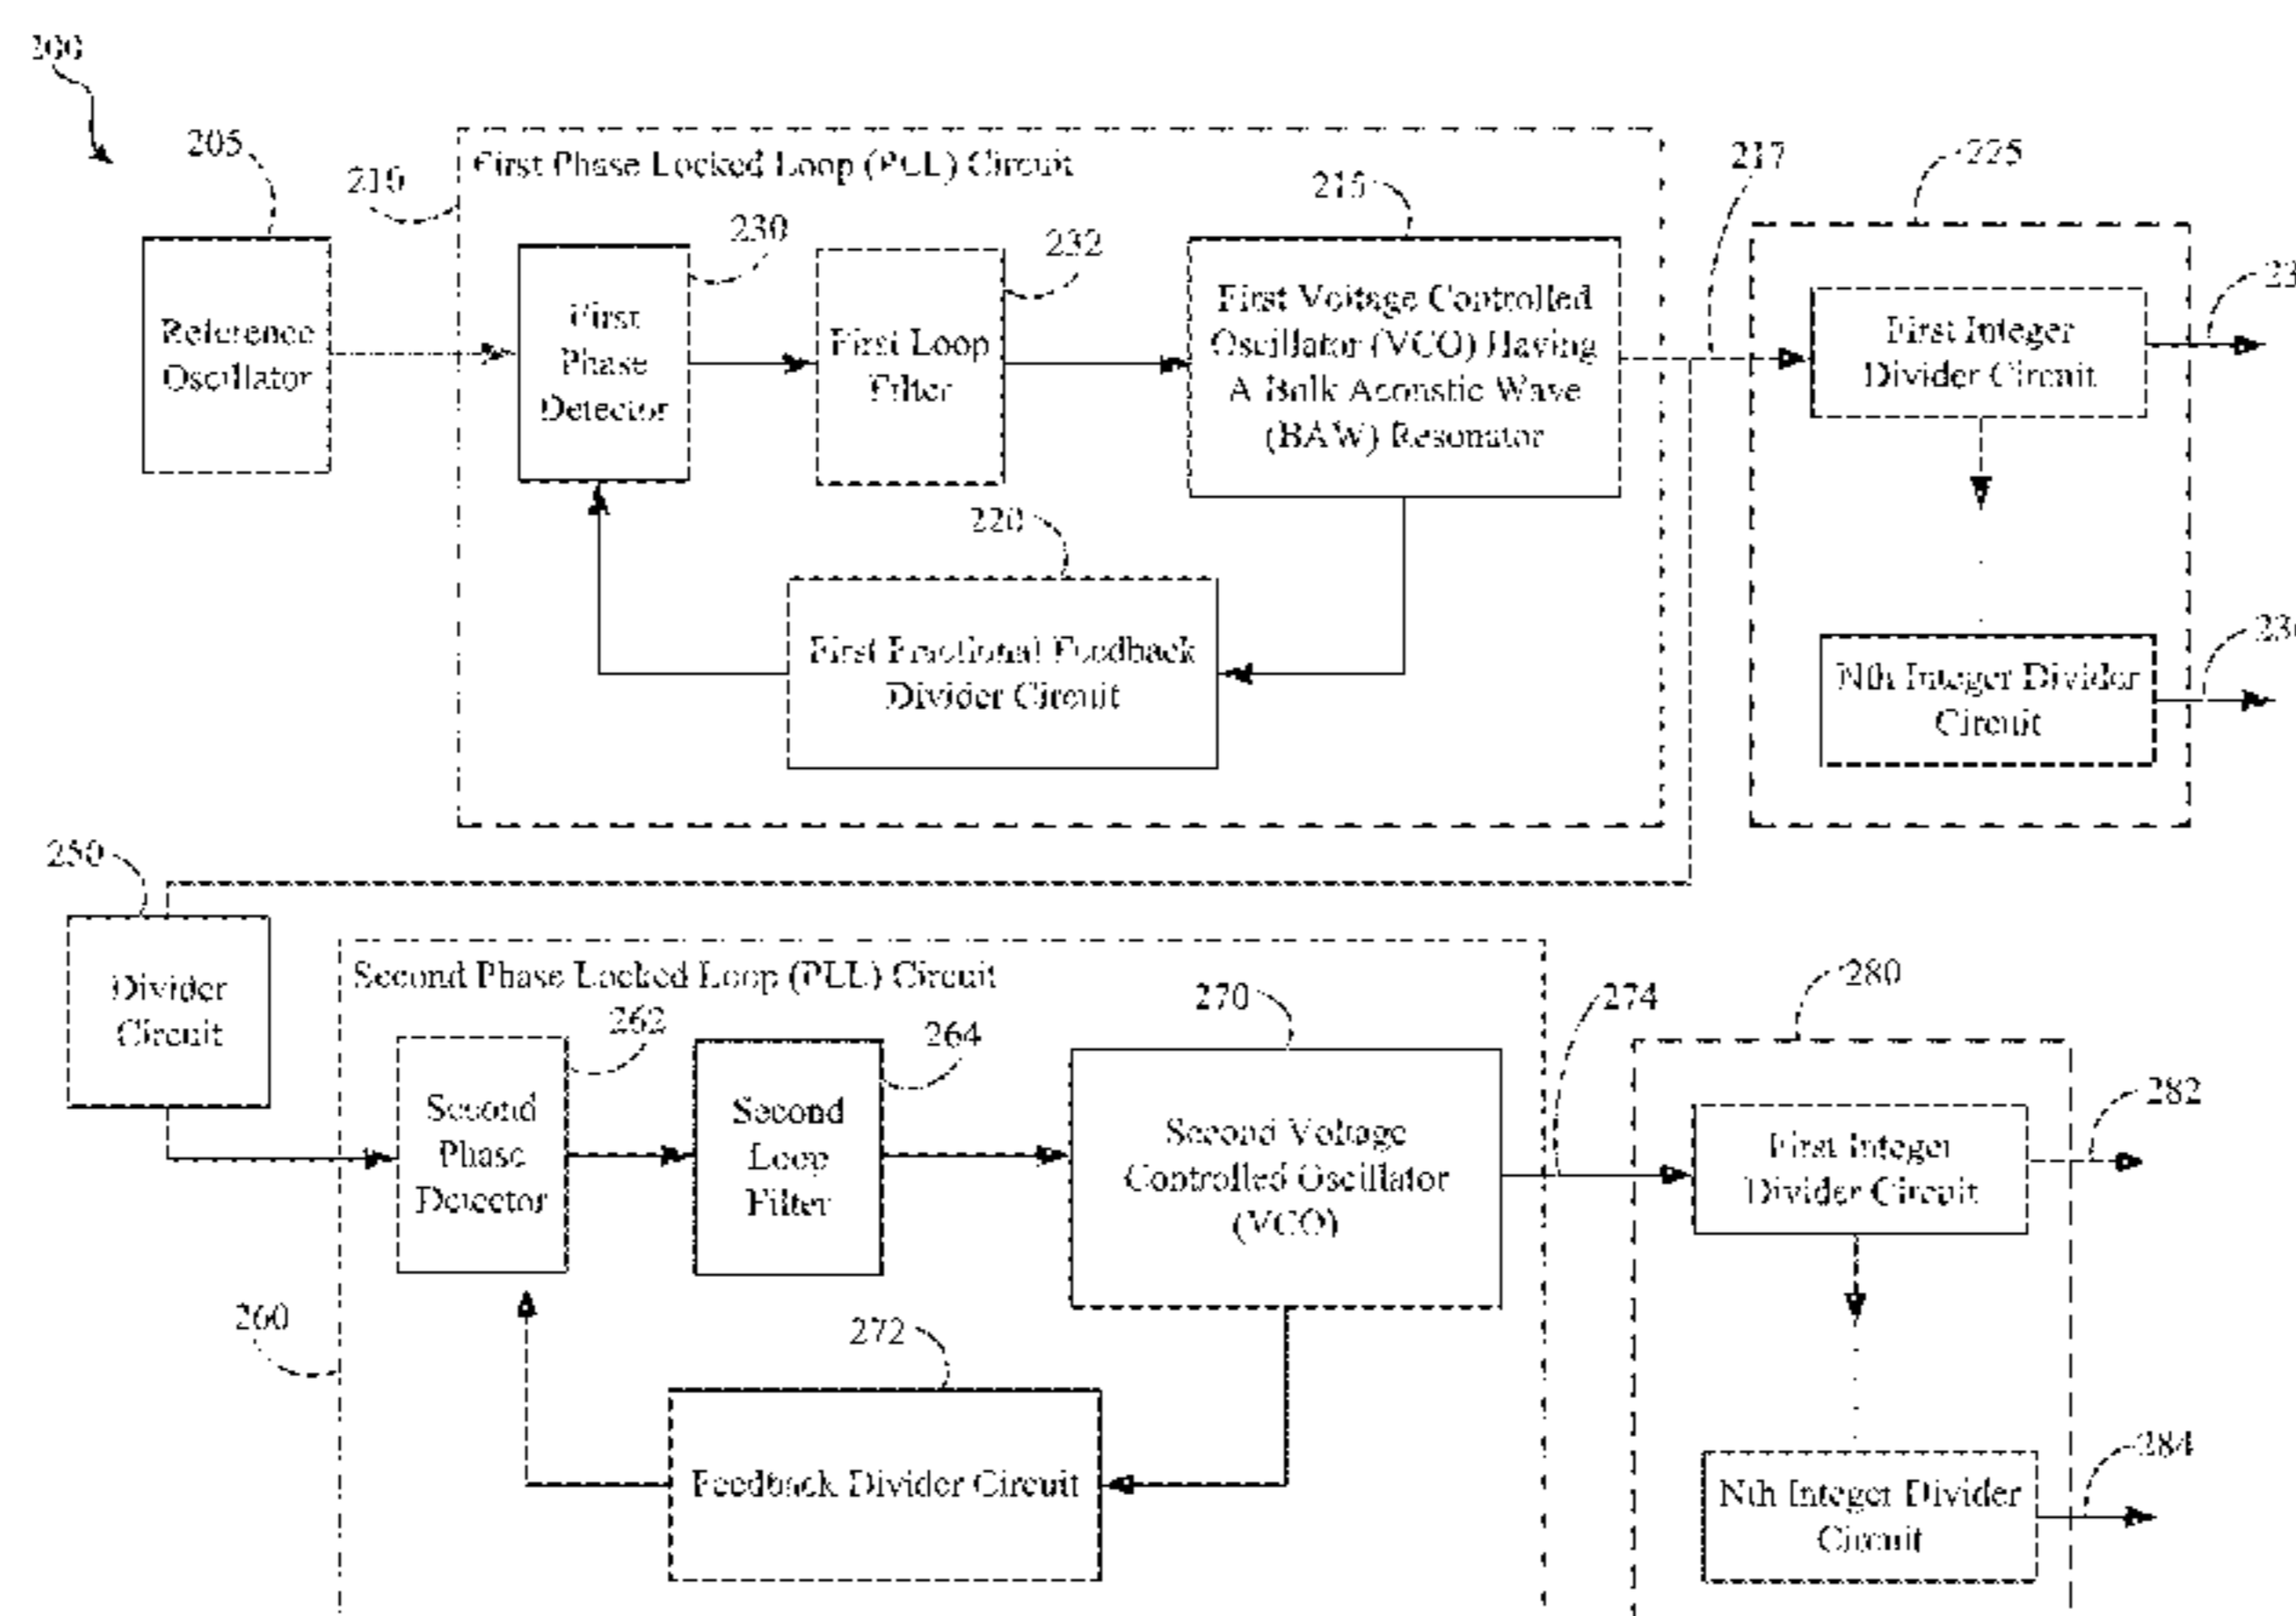 200
205
210
First Phase Locked Loop (PLL) Circuit
215
217
225
230
232
Reference
Oscillator
First
Phase
Detector
First Loop
Filter
First Voltage Controlled
Oscillator (VCO) Having
A Bulk Acoustic Wave
(BAW) Resonator
First Integer
Divider Circuit
220
First Fractional Feedback
Divider Circuit
Nth Integer Divider
Circuit
250
Divider
Circuit
Second Phase Locked Loop (PLL) Circuit
262
264
270
274
280
282
Second
Phase
Detector
Second
Loop
Filter
Second Voltage
Controlled Oscillator
(VCO)
First Integer
Divider Circuit
260
272
Feedback Divider Circuit
284
Nth Integer Divider
Circuit